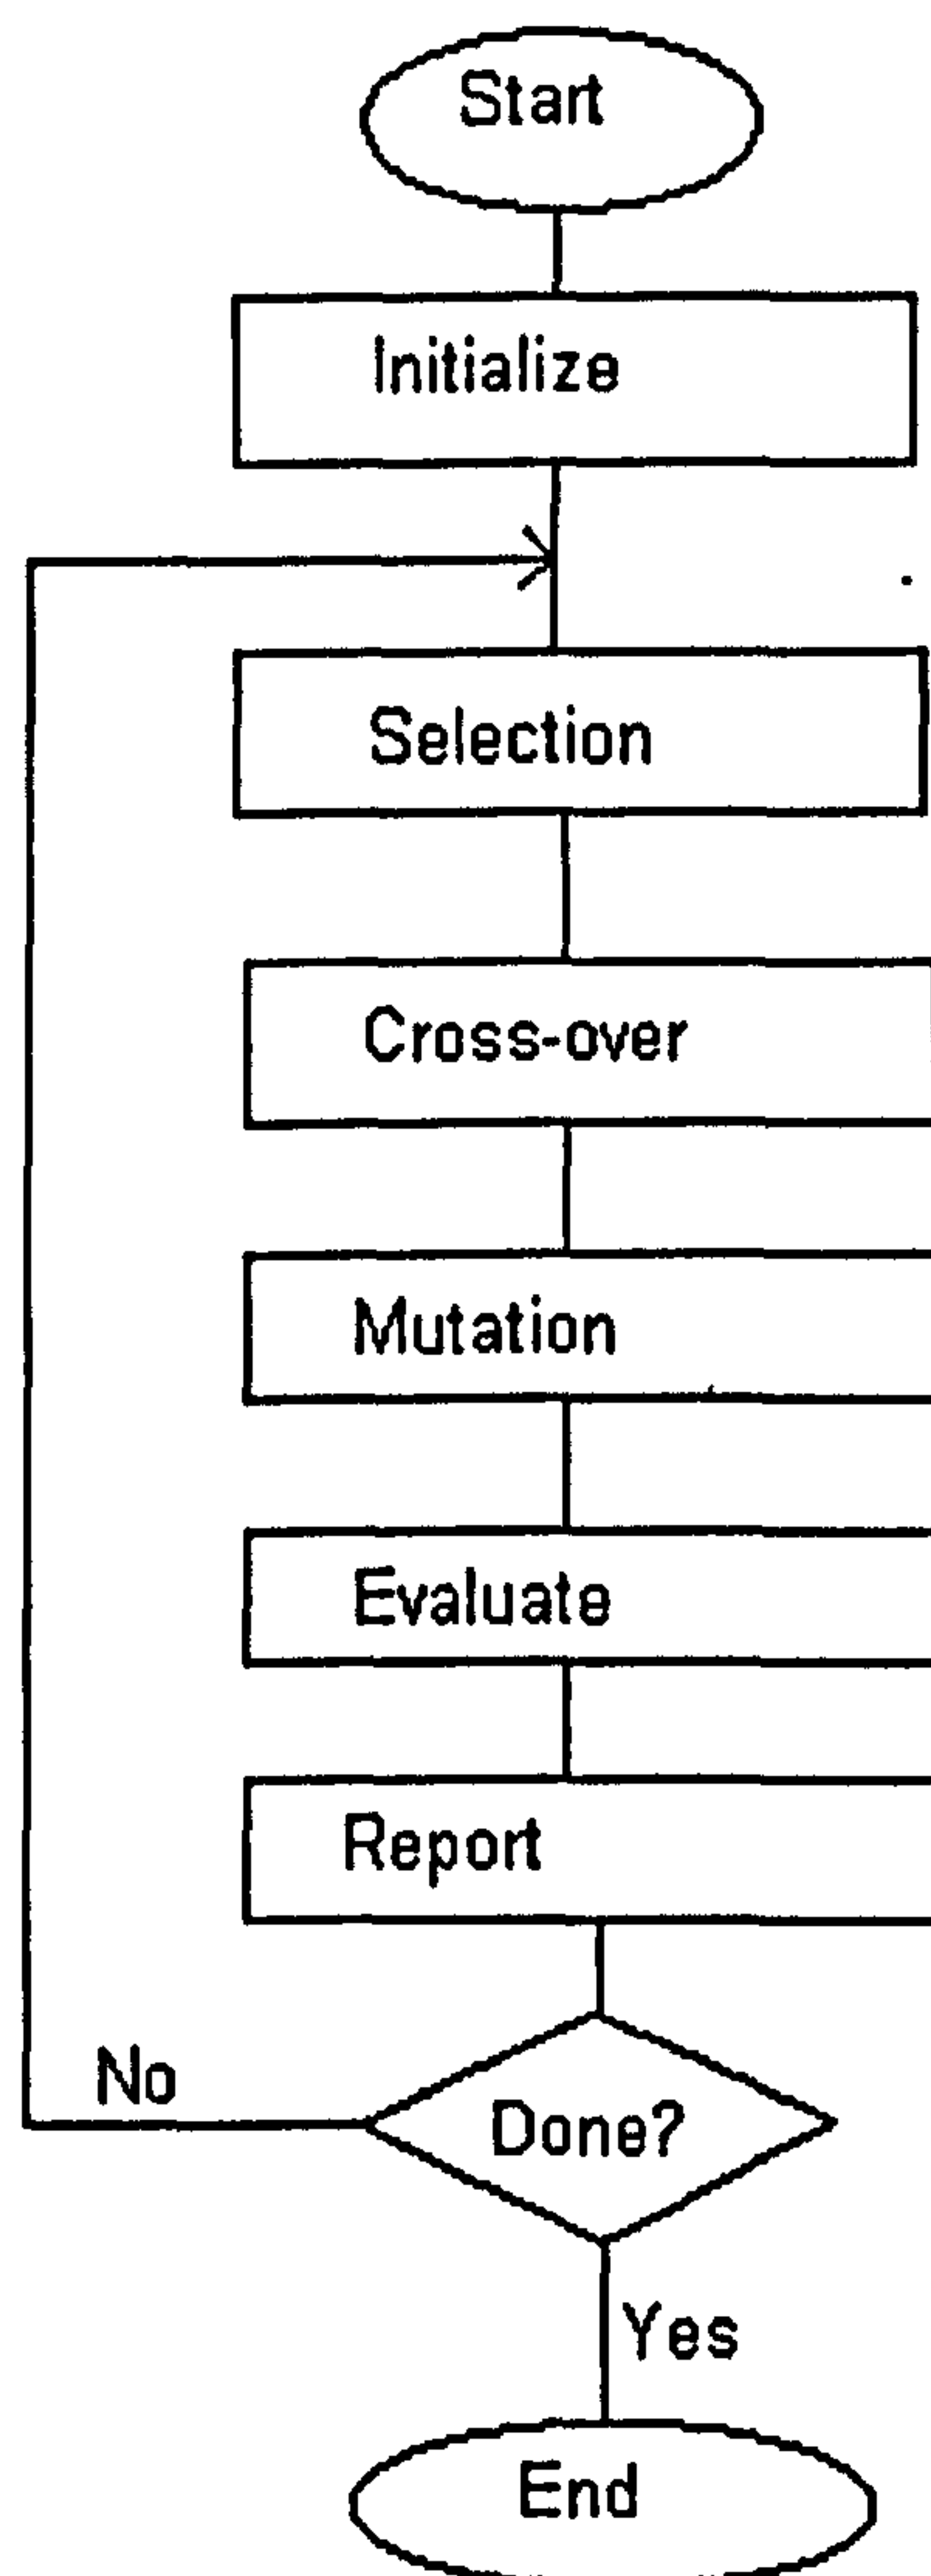 Start
Initialize
Selection
Cross-over
Mutation
Evaluate
Report
No
Done?
Yes
End